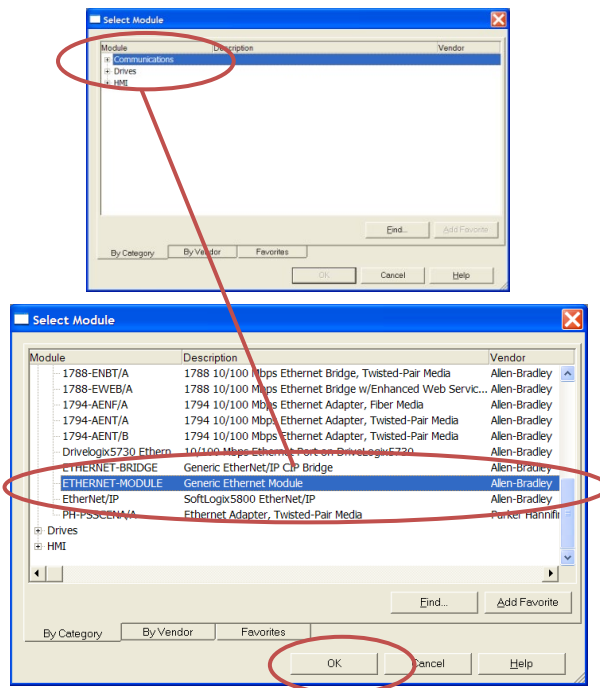 Select Module
Module Description Vendor
Communications
Drives
HMI
Find... Add Favorite
By Category By Vendor Favorites
OK Cancel Help
Select Module
Module Description Vendor
1788-ENBT/A 1788 10/100 Mbps Ethernet Bridge, Twisted-Pair Media Allen-Bradley
1788-EWEB/A 1788 10/100 Mbps Ethernet Bridge w/Enhanced Web Servic... Allen-Bradley
1794-AENF/A 1794 10/100 Mbps Ethernet Adapter, Fiber Media Allen-Bradley
1794-AENT/A 1794 10/100 Mbps Ethernet Adapter, Twisted-Pair Media Allen-Bradley
1794-AENT/B 1794 10/100 Mbps Ethernet Adapter, Twisted-Pair Media Allen-Bradley
Drivelogix5730 Ethern... 10/100 Mbps Ethernet Port on DriveLogix5730 Allen-Bradley
ETHERNET-BRIDGE Generic EtherNet/IP CIP Bridge Allen-Bradley
ETHERNET-MODULE Generic Ethernet Module Allen-Bradley
EtherNet/IP SoftLogix5800 EtherNet/IP Allen-Bradley
PH-PSSCENA/A Ethernet Adapter, Twisted-Pair Media Parker Hannifin
Drives
HMI
Find... Add Favorite
By Category By Vendor Favorites
OK Cancel Help